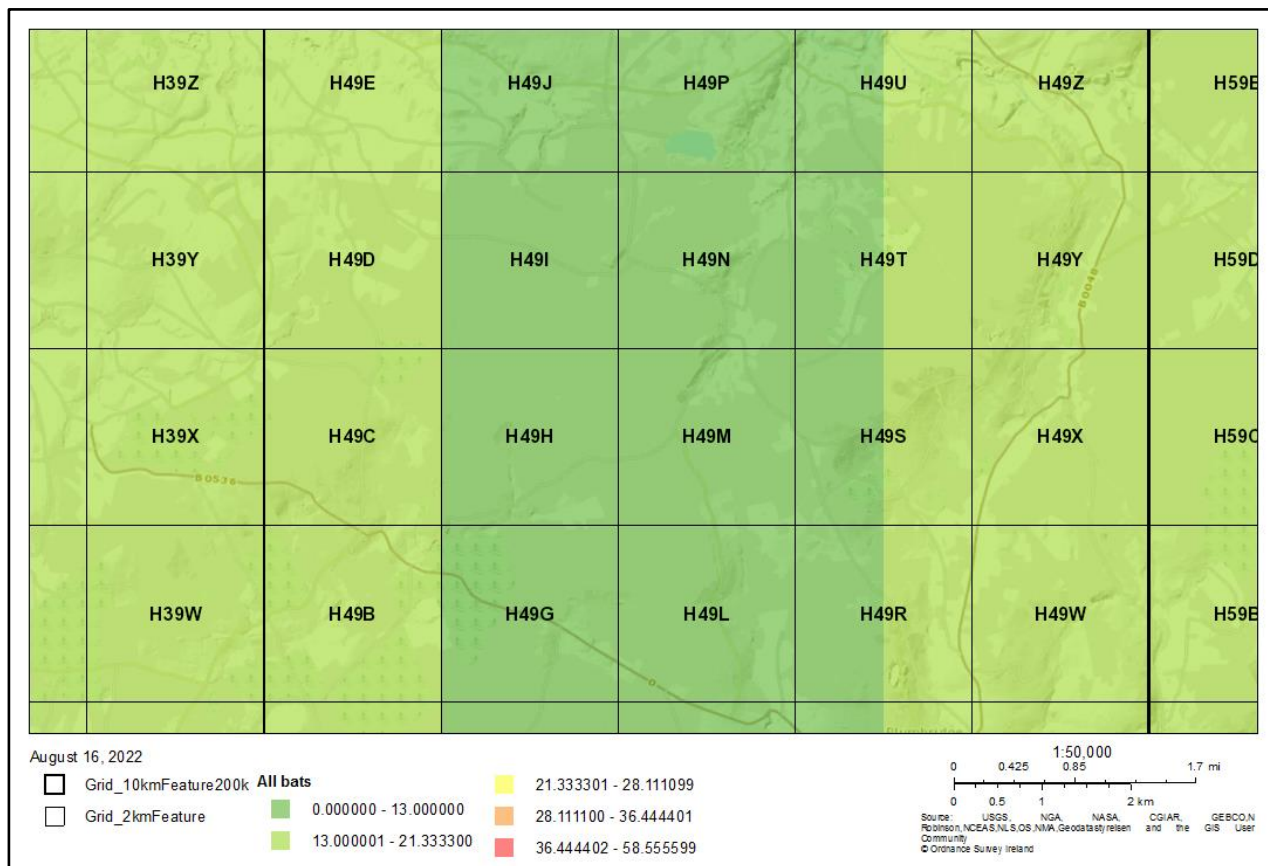 H39Z H49E H49J H49P H49U H49Z H59E
H39Y H49D H49I H49N H49T H49Y H59D
B0048
H39X H49C H49H H49M H49S H49X H59C
B0536
H39W H49B H49G H49L H49R H49W H59B
August 16, 2022
Grid_10kmFeature200k
Grid_2kmFeature
All bats
0.000000 - 13.000000
13.000001 - 21.333300
21.333301 - 28.111099
28.111100 - 36.444401
36.444402 - 58.555599
1:50,000
0 0.425 0.85 1.7 mi
0 0.5 1 2 km
Source: USGS, NGA, NASA, CGIAR, GEBCO,N
Robinson,NCEAS,NLS,OS,NMA,Geodatastyrelsen and the GIS User
Community
© Ordnance Survey Ireland